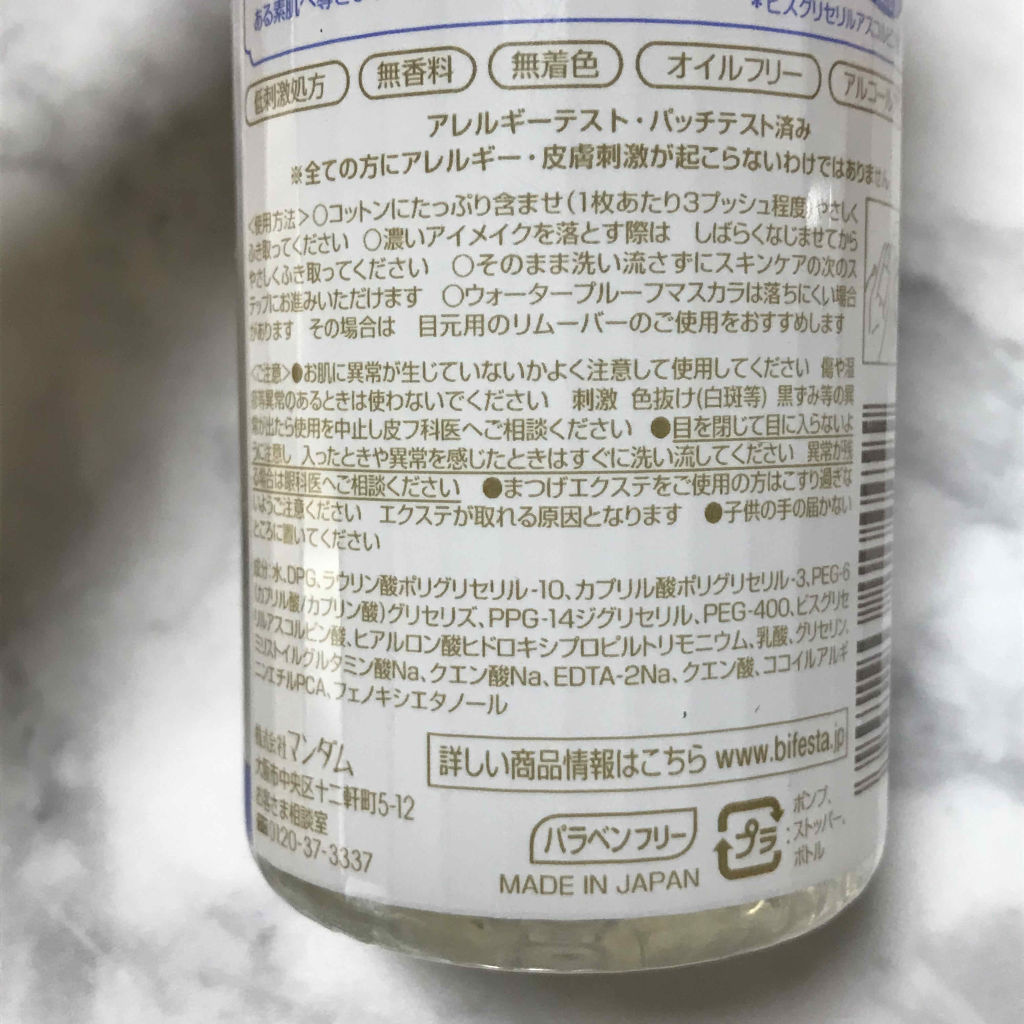 ある素肌へ導き
*ビスグリセリルアスコルビン
低刺激処方 無香料 無着色 オイルフリー アルコール
アレルギーテスト・パッチテスト済み
※全ての方にアレルギー・皮膚刺激が起こらないわけではありません
<使用方法>○コットンにたっぷり含ませ(1枚あたり3プッシュ程度)やさしく
ふき取ってください ○濃いアイメイクを落とす際は しばらくなじませてから
やさしくふき取ってください ○そのまま洗い流さずにスキンケアの次のス
テップにお進みいただけます ○ウォータープルーフマスカラは落ちにくい場合
があります その場合は 目元用のリムーバーのご使用をおすすめします
<ご注意>●お肌に異常が生じていないかよく注意して使用してください 傷や湿
疹等異常のあるときは使わないでください 刺激 色抜け(白斑等) 黒ずみ等の異
常が出たら使用を中止し皮フ科医へご相談ください ●目を閉じて目に入らないよ
うに注意し 入ったときや異常を感じたときはすぐに洗い流してください 異常が残
る場合は眼科医へご相談ください ●まつげエクステをご使用の方はこすり過ぎな
いようご注意ください エクステが取れる原因となります ●子供の手の届かない
ところに置いてください
成分:水、DPG、ラウリン酸ポリグリセリル-10、カプリル酸ポリグリセリル-3、PEG-6
(カプリル酸/カプリン酸)グリセリズ、PPG-14ジグリセリル、PEG-400、ビスグリセ
リルアスコルビン酸、ヒアルロン酸ヒドロキシプロピルトリモニウム、乳酸、グリセリン、
ミリストイルグルタミン酸Na、クエン酸Na、EDTA-2Na、クエン酸、ココイルアルギ
ニンエチルPCA、フェノキシエタノール
株式会社マンダム
大阪市中央区十二軒町5-12
お客さま相談室
☎0120-37-3337
詳しい商品情報はこちら www.bifesta.jp
パラベンフリー
プラ
:ポンプ、
ストッパー、
ボトル
MADE IN JAPAN